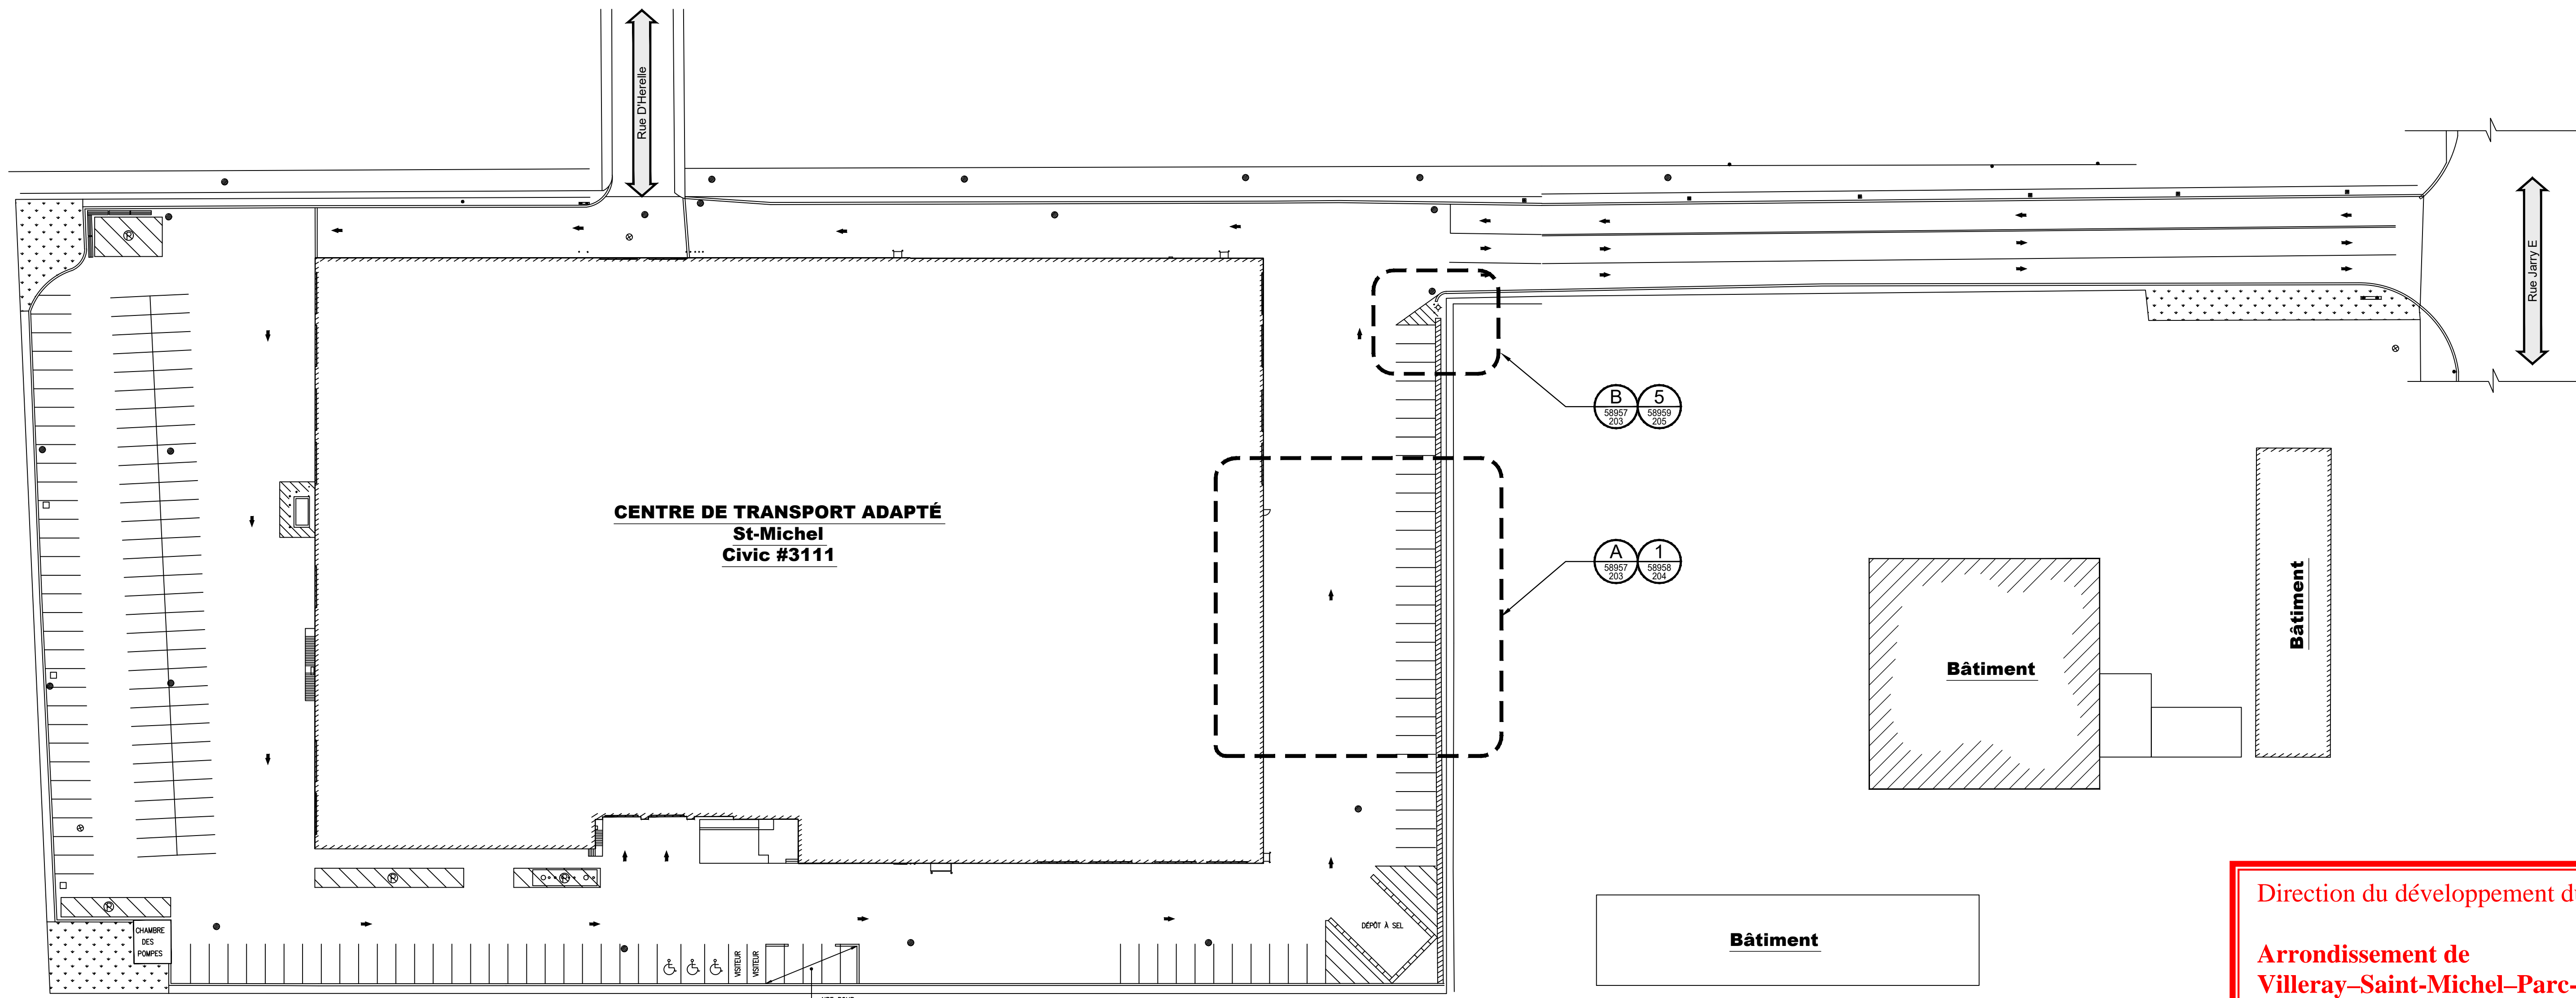 Rue D'Herelle
Rue Jarry E
B
58957
203
5
58959
205
CENTRE DE TRANSPORT ADAPTÉ
St-Michel
Civic #3111
A
58957
203
1
58958
204
Bâtiment
Bâtiment
Bâtiment
CHAMBRE
DES
POMPES
VISITEUR
VISITEUR
DÉPÔT À SEL
Direction du développement
Arrondissement de
Villeray–Saint-Michel–Parc-